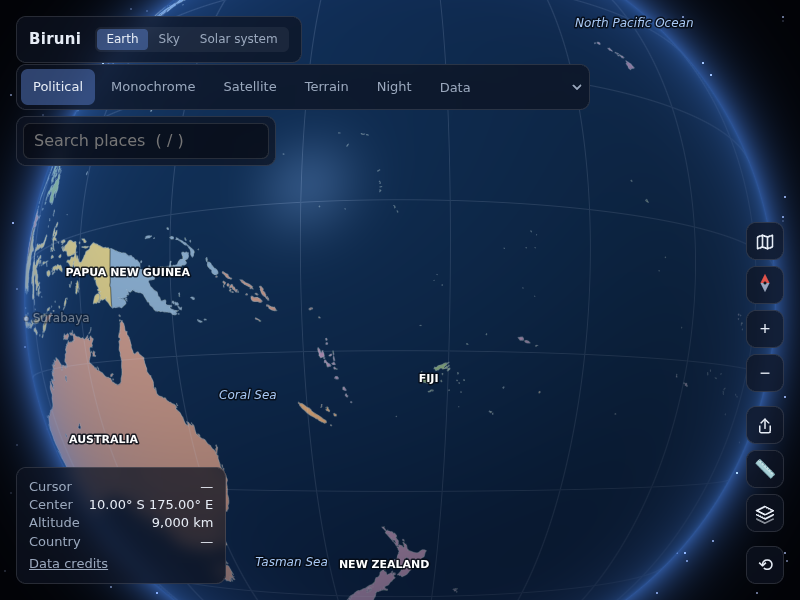 Biruni Earth Sky Solar system
Political Monochrome Satellite Terrain Night Data
Search places ( / )
North Pacific Ocean
PAPUA NEW GUINEA
Surabaya
FIJI
Coral Sea
AUSTRALIA
Tasman Sea
NEW ZEALAND
Cursor —
Center 10.00° S 175.00° E
Altitude 9,000 km
Country —
Data credits